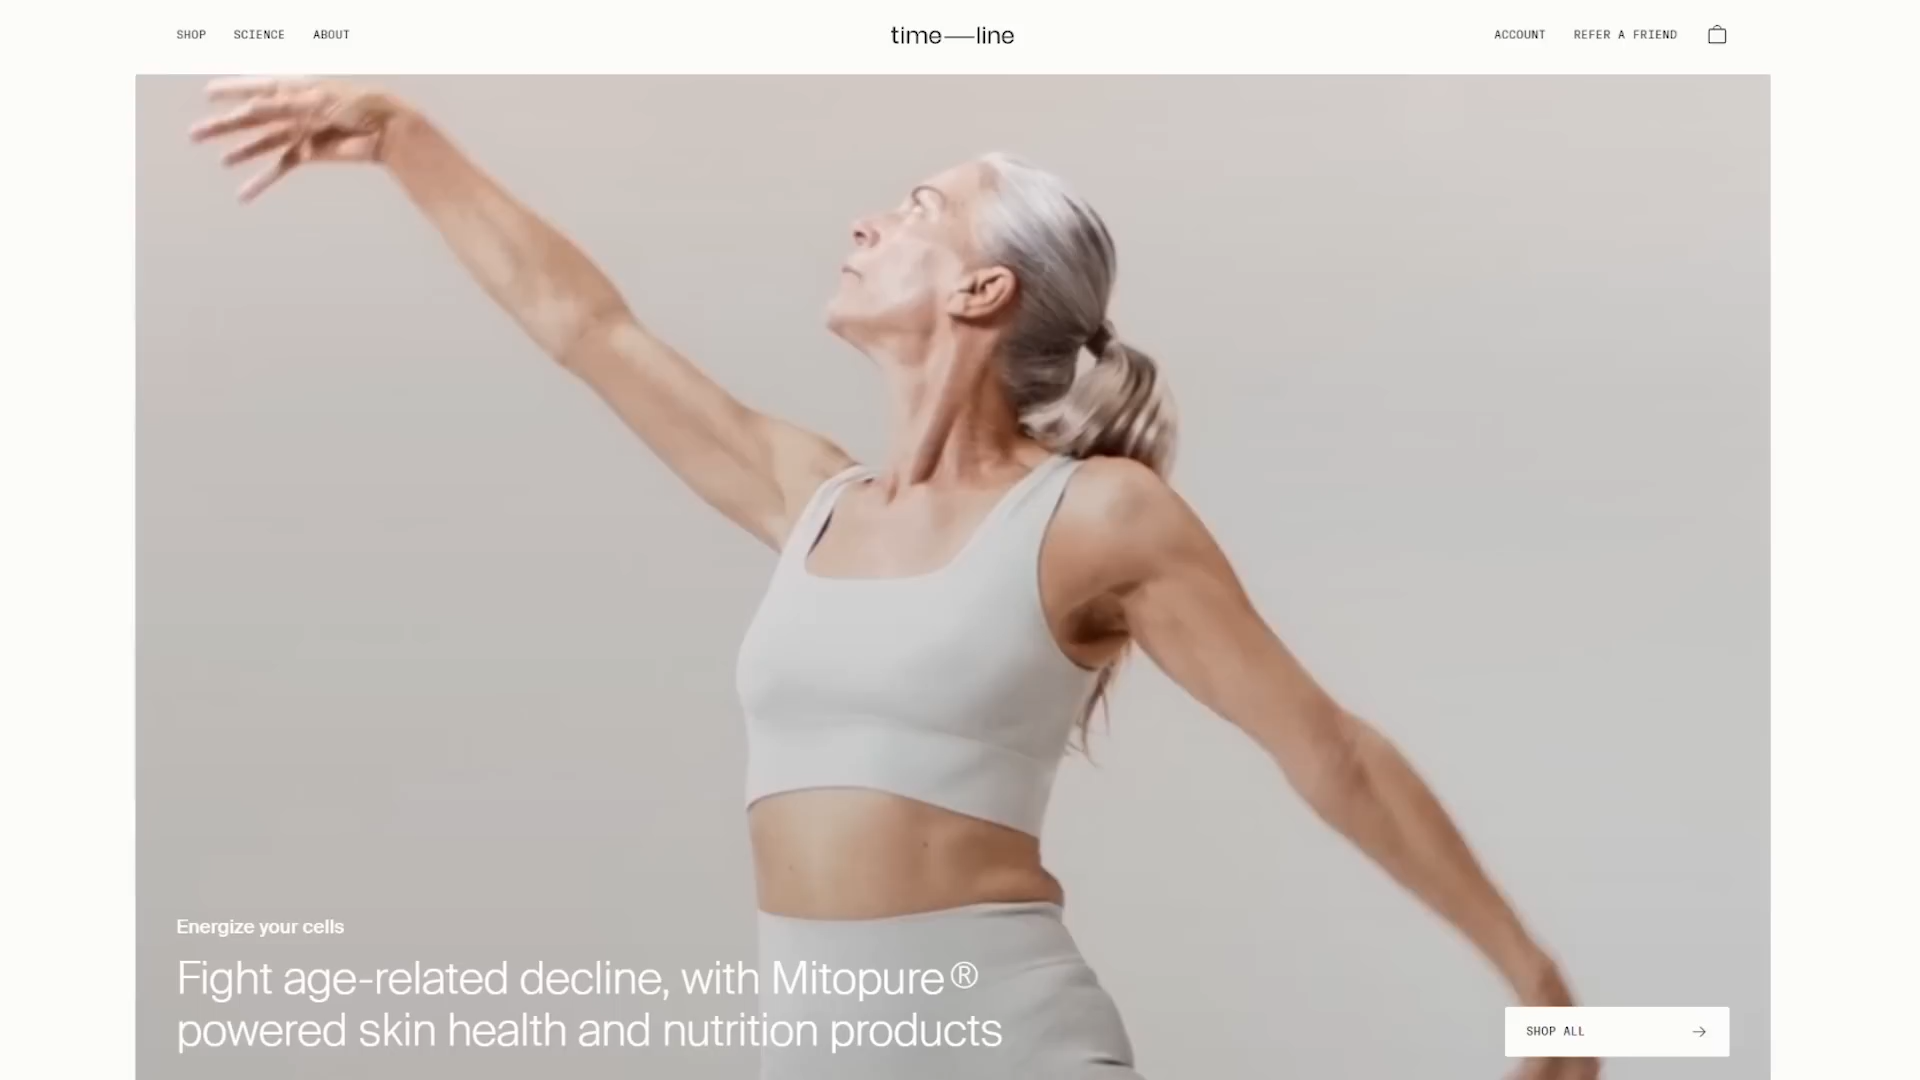 SHOP SCIENCE ABOUT
time—line
ACCOUNT REFER A FRIEND
Energize your cells
Fight age-related decline, with Mitopure®
powered skin health and nutrition products
SHOP ALL